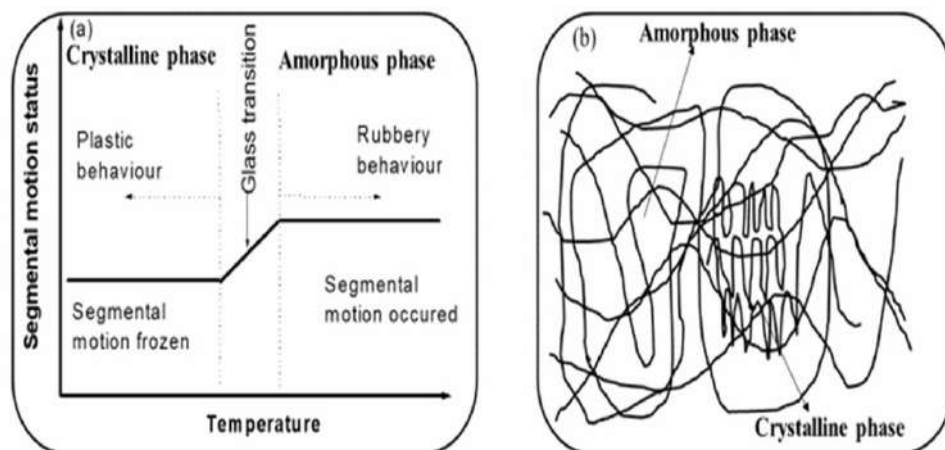 (a)
Crystalline phase
Amorphous phase
Glass transition
Plastic
behaviour
Rubbery
behaviour
Segmental
motion frozen
Segmental
motion occured
Segmental motion status
Temperature
(b)
Amorphous phase
Crystalline phase